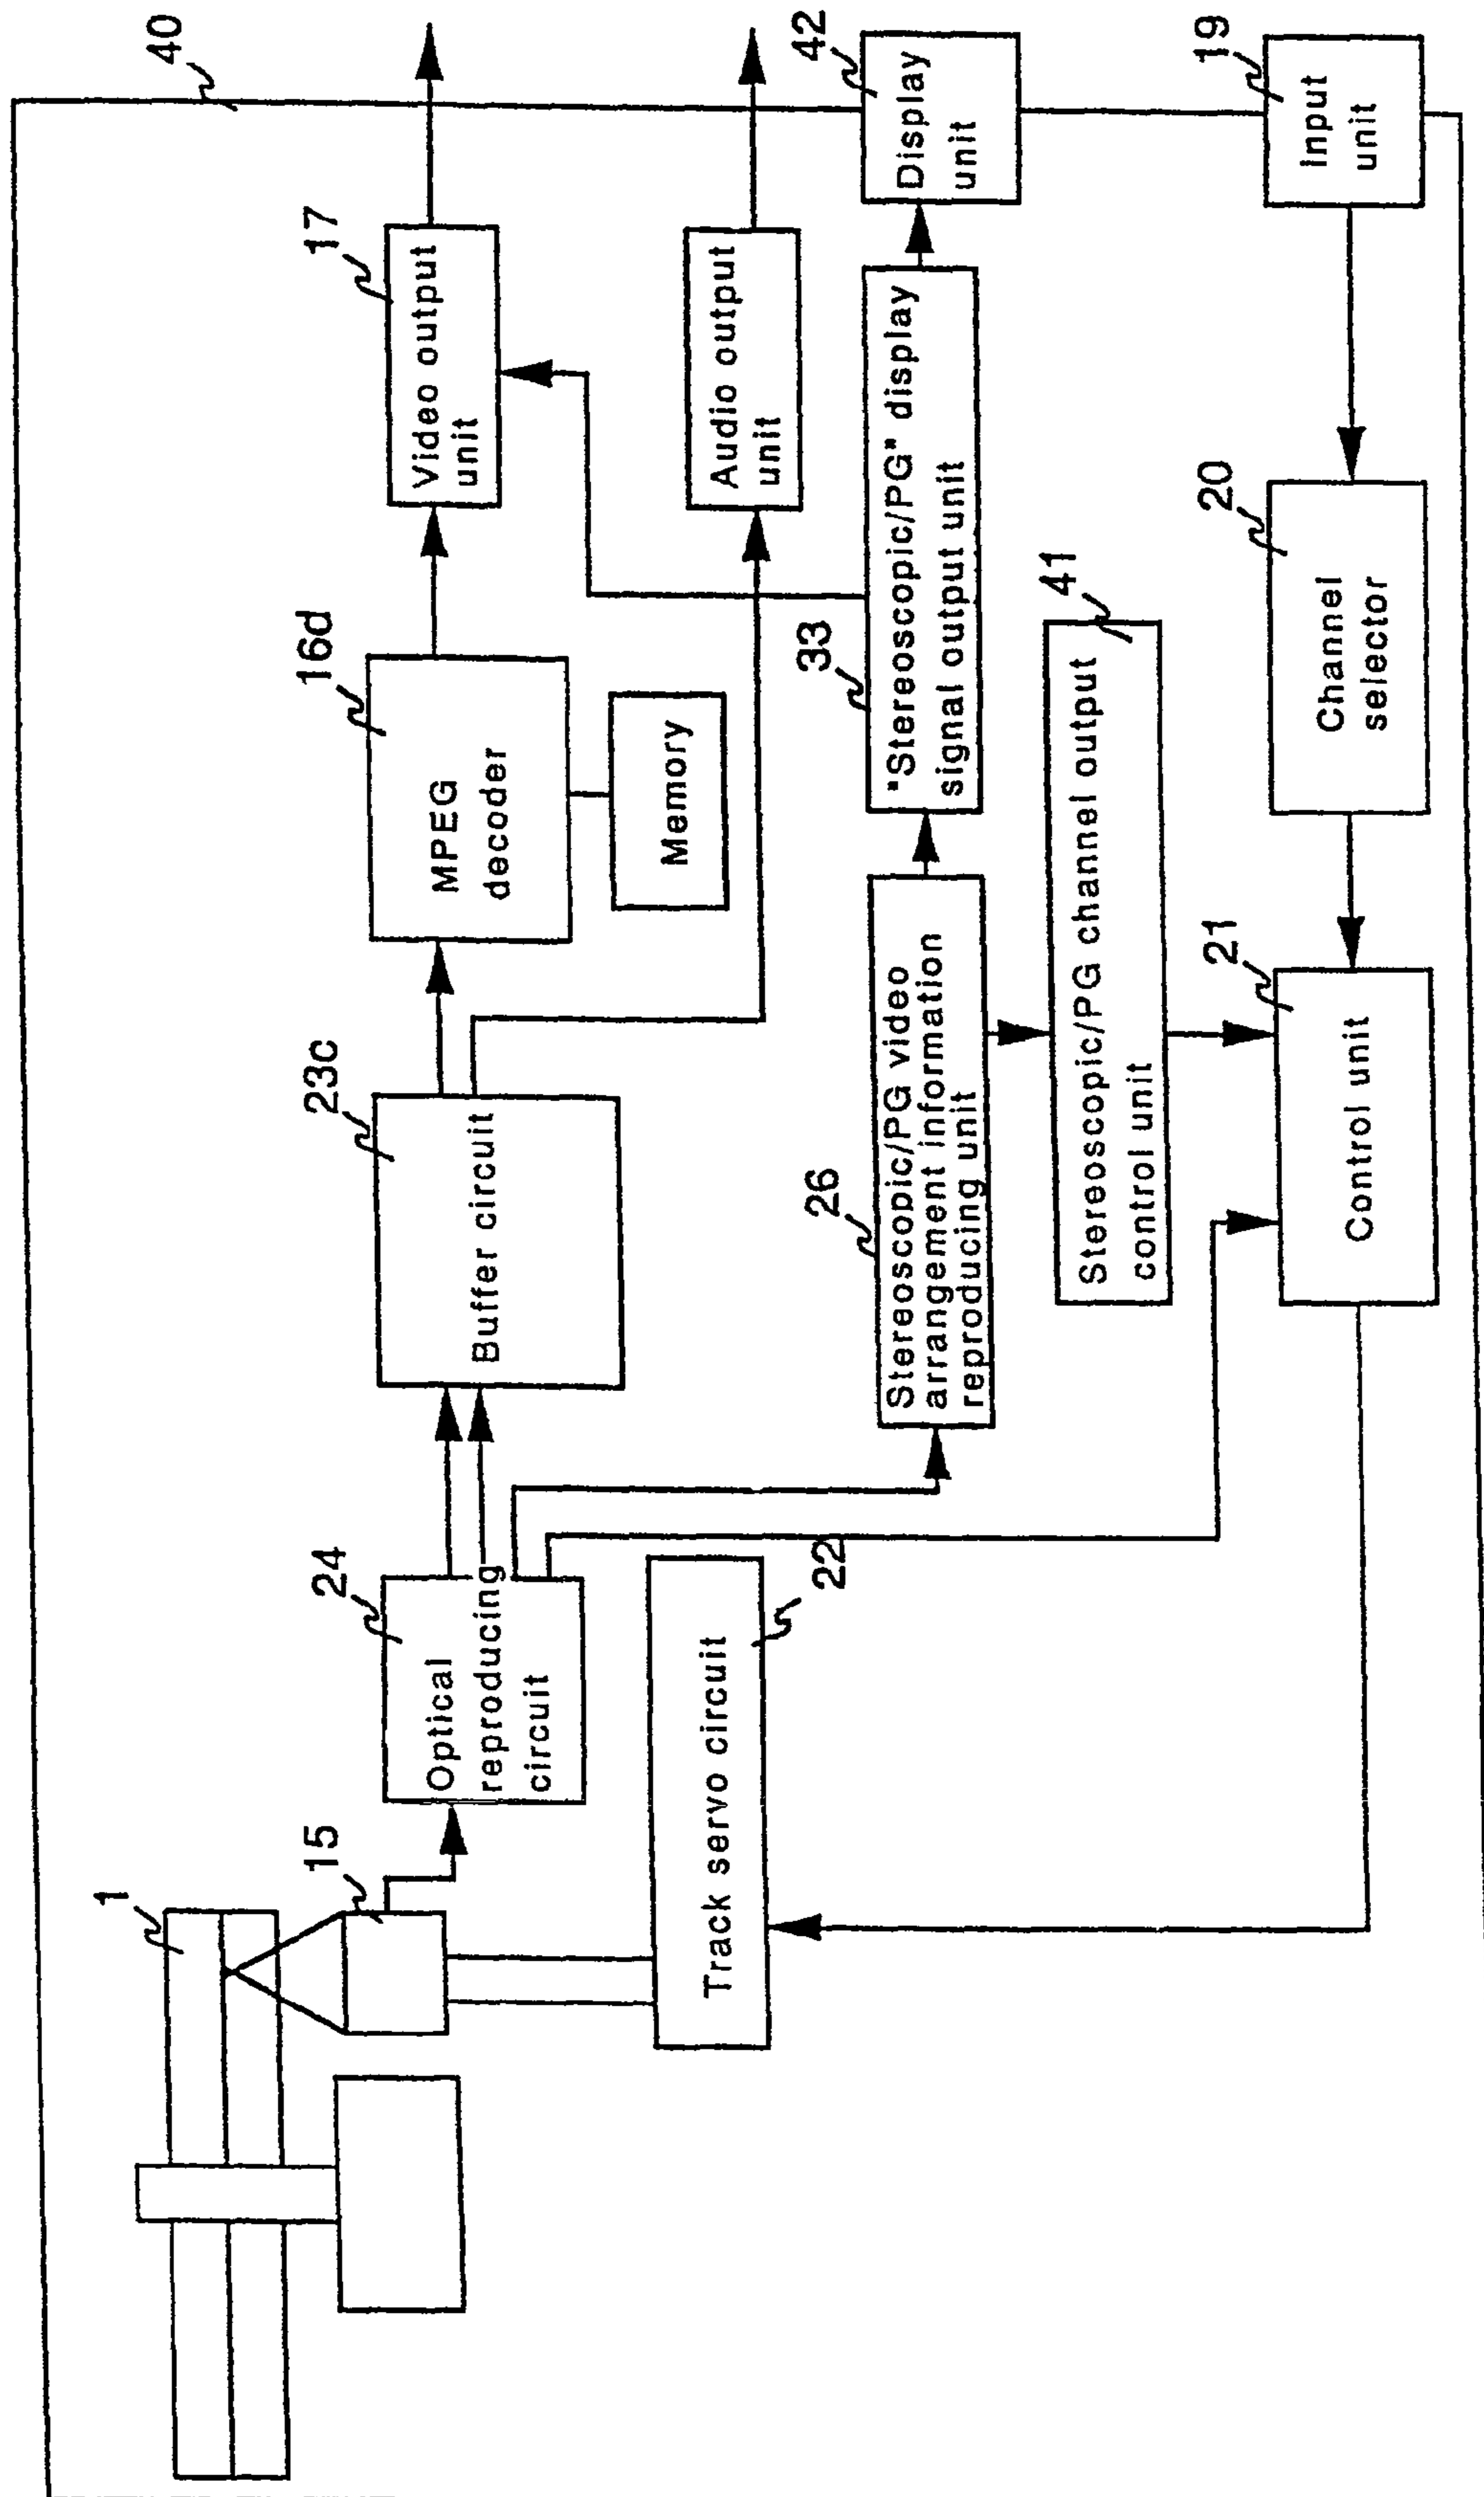 40
1
15
24
Optical
reproducing
circuit
23c
Buffer circuit
16d
MPEG
decoder
Memory
17
Video output
unit
Audio output
unit
Track servo circuit
22
26
Stereoscopic/PG video
arrangement information
reproducing unit
33
"Stereoscopic/PG" display
signal output unit
42
Display
unit
41
Stereoscopic/PG channel output
control unit
21
Control unit
20
Channel
selector
19
Input
unit